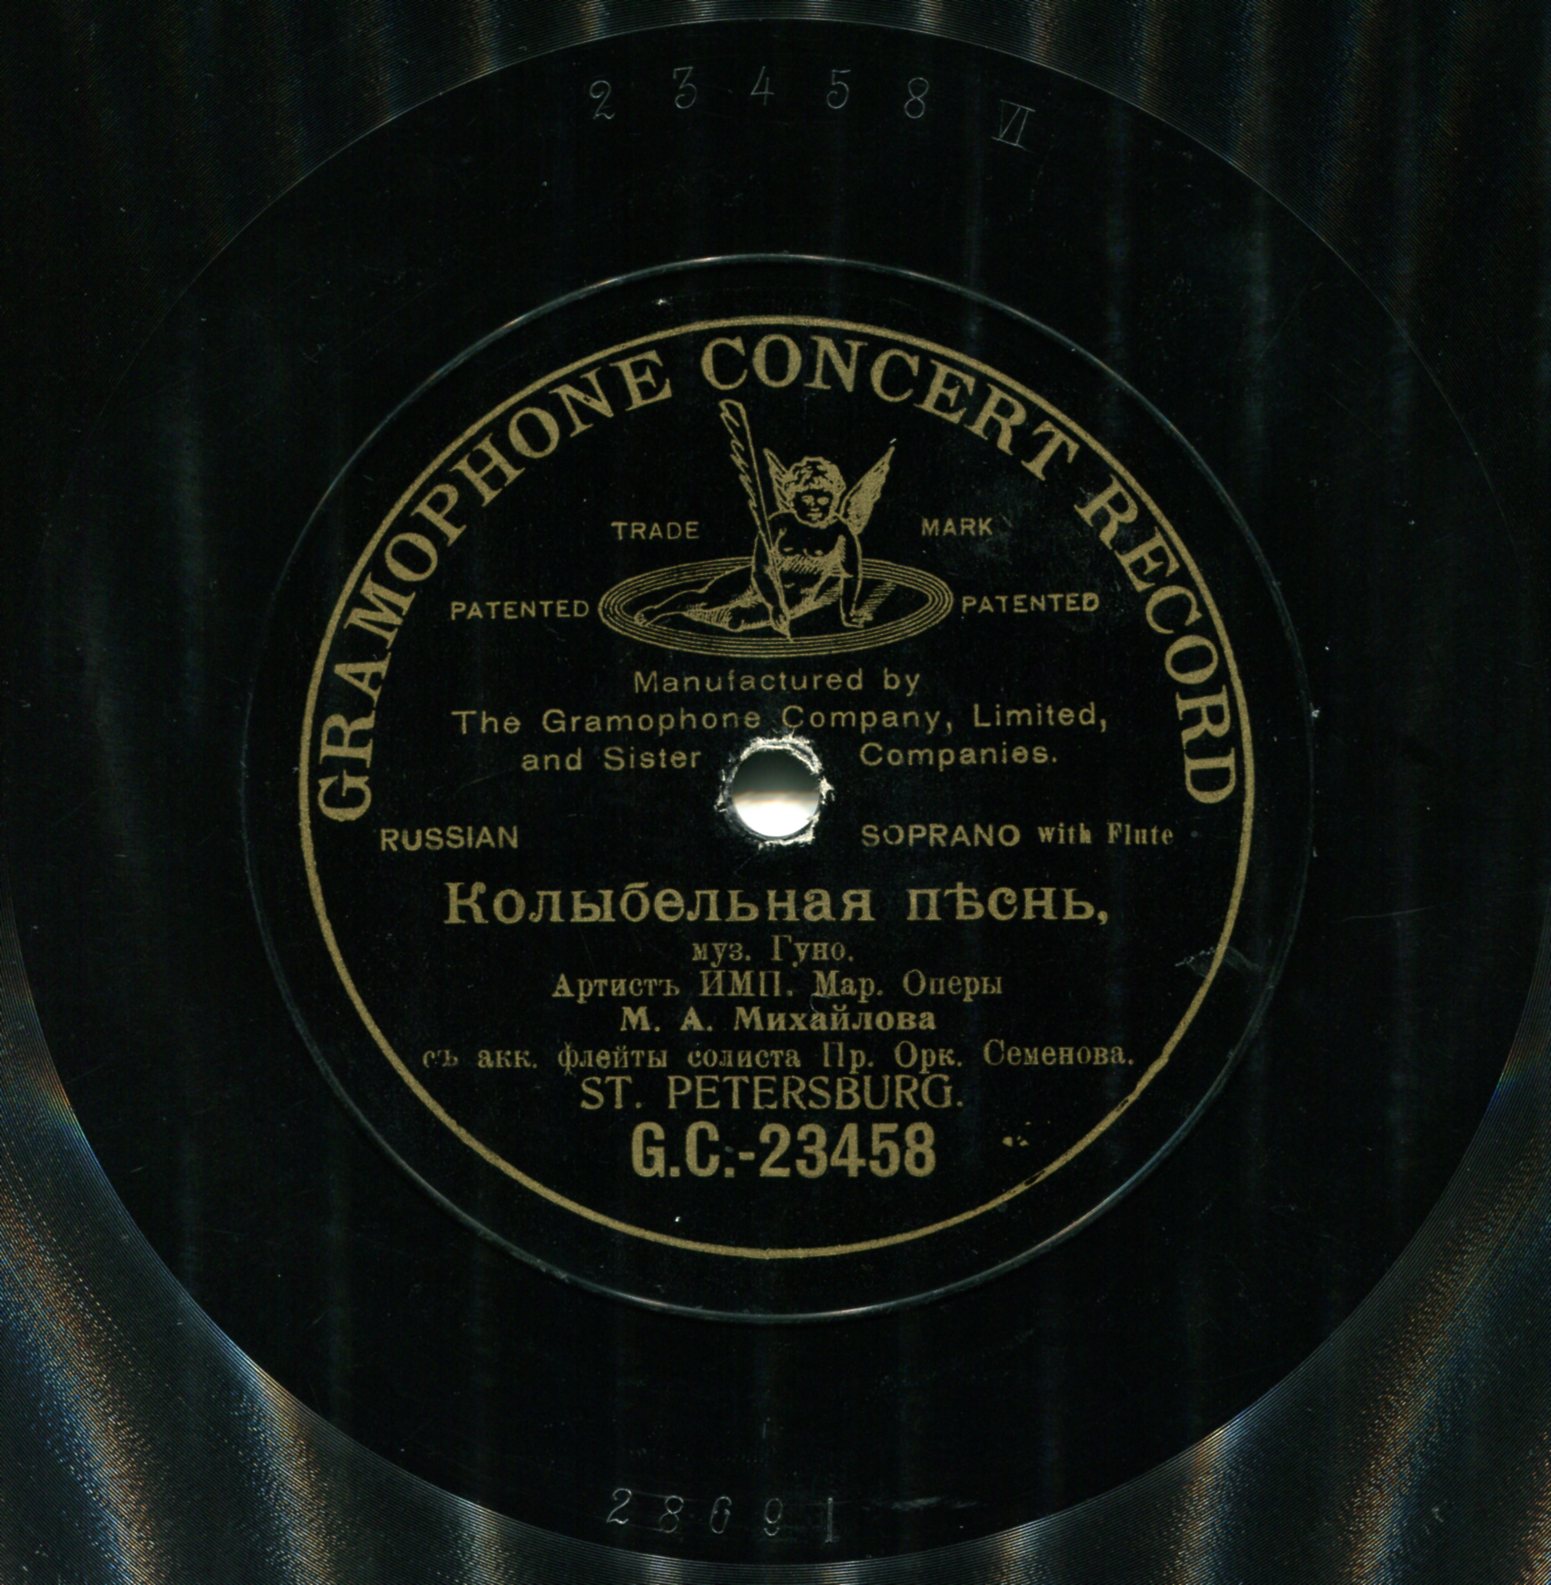 2 3 4 5 8 VI
GRAMOPHONE CONCERT RECORD
TRADE MARK
PATENTED PATENTED
Manufactured by
The Gramophone Company, Limited,
and Sister Companies.
RUSSIAN SOPRANO with Flute
Колыбельная пѣснь,
муз. Гуно.
Артистъ ИМП. Мар. Оперы
М. А. Михайлова
съ акк. флейты солиста Пр. Орк. Семенова.
ST. PETERSBURG.
G.C.-23458